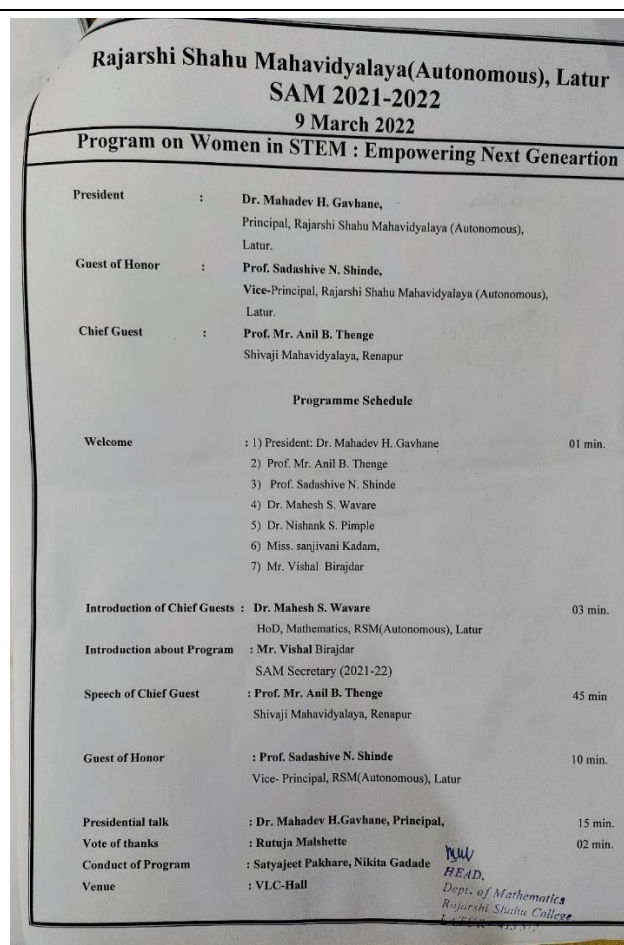 Rajarshi Shahu Mahavidyalaya(Autonomous), Latur
SAM 2021-2022
9 March 2022
Program on Women in STEM : Empowering Next Geneartion
President : Dr. Mahadev H. Gavhane,
Principal, Rajarshi Shahu Mahavidyalaya (Autonomous),
Latur.
Guest of Honor : Prof. Sadashive N. Shinde,
Vice-Principal, Rajarshi Shahu Mahavidyalaya (Autonomous),
Latur.
Chief Guest : Prof. Mr. Anil B. Thenge
Shivaji Mahavidyalaya, Renapur
Programme Schedule
Welcome : 1) President: Dr. Mahadev H. Gavhane 01 min.
2) Prof. Mr. Anil B. Thenge
3) Prof. Sadashive N. Shinde
4) Dr. Mahesh S. Wavare
5) Dr. Nishank S. Pimple
6) Miss. sanjivani Kadam,
7) Mr. Vishal Birajdar
Introduction of Chief Guests : Dr. Mahesh S. Wavare 03 min.
HoD, Mathematics, RSM(Autonomous), Latur
Introduction about Program : Mr. Vishal Birajdar
SAM Secretary (2021-22)
Speech of Chief Guest : Prof. Mr. Anil B. Thenge 45 min
Shivaji Mahavidyalaya, Renapur
Guest of Honor : Prof. Sadashive N. Shinde 10 min.
Vice- Principal, RSM(Autonomous), Latur
Presidential talk : Dr. Mahadev H.Gavhane, Principal, 15 min.
Vote of thanks : Rutuja Malshette 02 min.
Conduct of Program : Satyajeet Pakhare, Nikita Gadade
Venue : VLC-Hall
HEAD,
Dept. of Mathematics
Rajarshi Shahu College